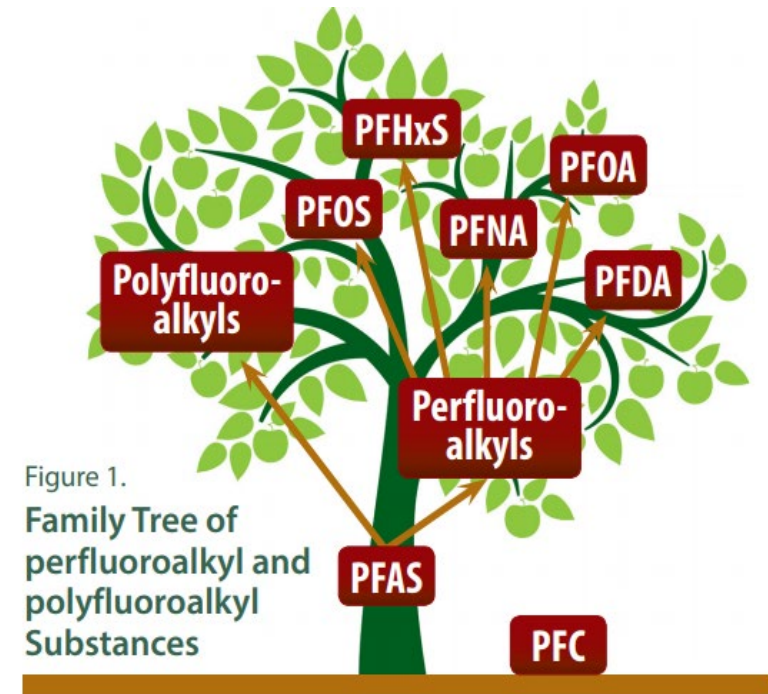 PFHxS
PFOA
PFOS
PFNA
Polyfluoro-
alkyls
PFDA
Perfluoro-
alkyls
Figure 1.
Family Tree of
perfluoroalkyl and
polyfluoroalkyl
Substances
PFAS
PFC